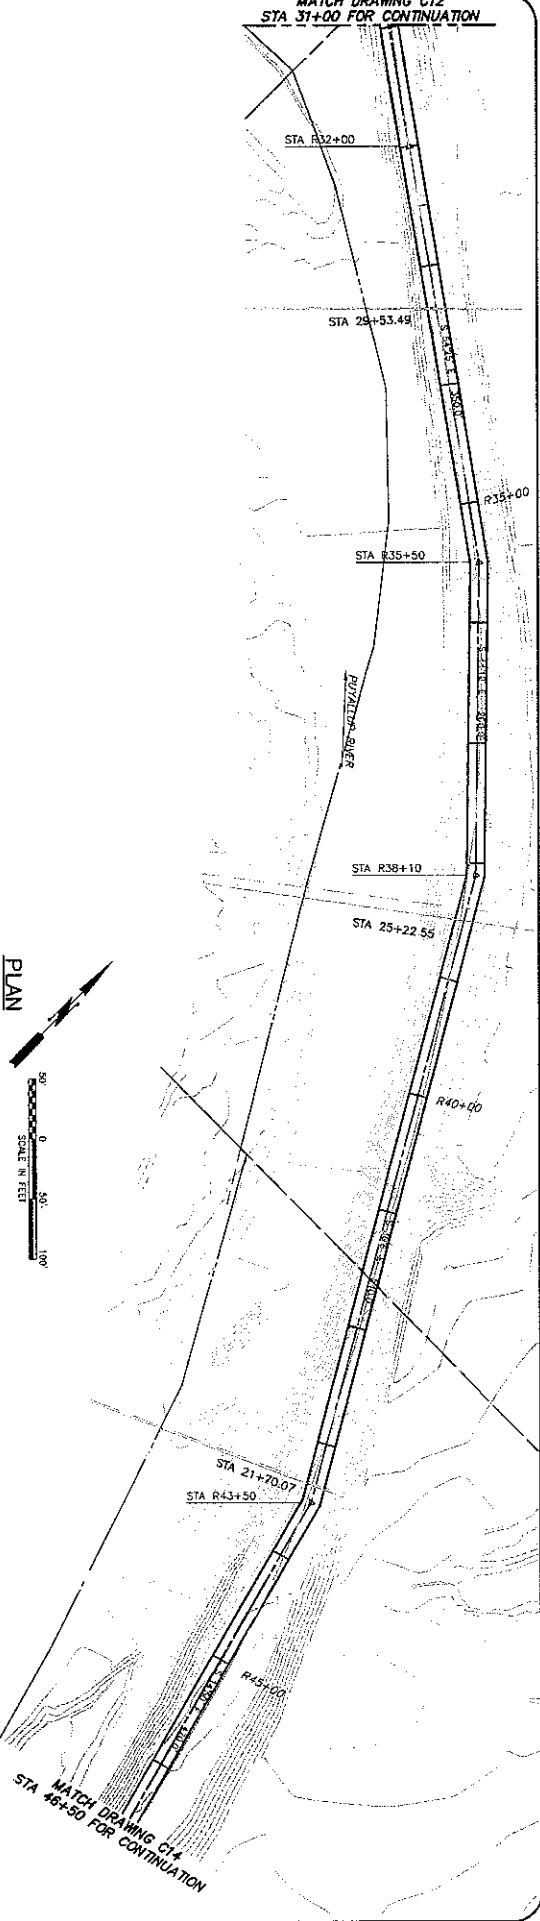 MATCH DRAWING C12
STA 31+00 FOR CONTINUATION
STA R32+00
STA 29+53.49
R35+00
STA R35+50
PUYALLUP RIVER
STA R38+10
STA 25+22.55
R40+00
PLAN
50' 0 50' 100'
SCALE IN FEET
STA 21+70.07
STA R43+50
R45+00
MATCH DRAWING C14
STA 46+50 FOR CONTINUATION